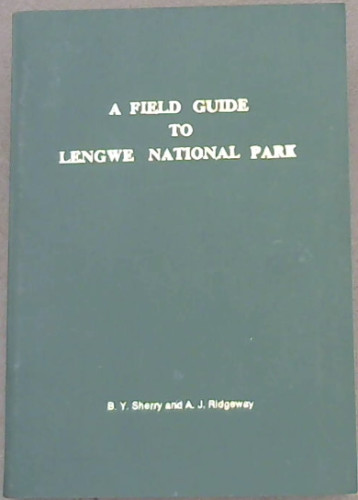 A FIELD GUIDE
TO
LENGWE NATIONAL PARK
B. Y. Sherry and A. J. Ridgeway